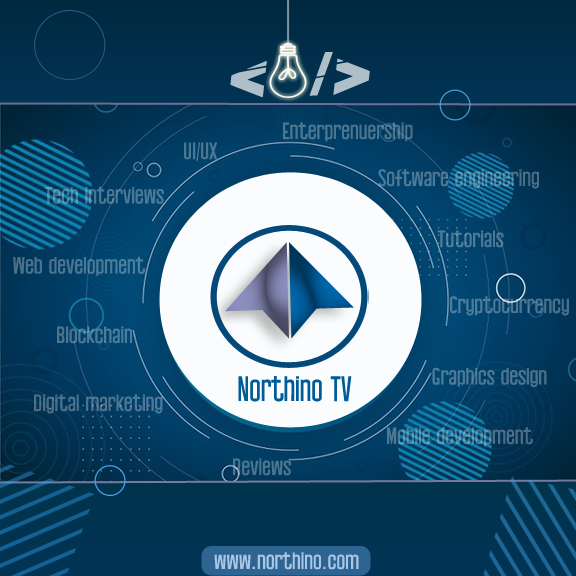 < />
Enterprenuership
UI/UX
Software engineering
Tech interviews
Tutorials
Web development
Cryptocurrency
Blockchain
Graphics design
Northino TV
Digital marketing
Mobile development
Reviews
www.northino.com